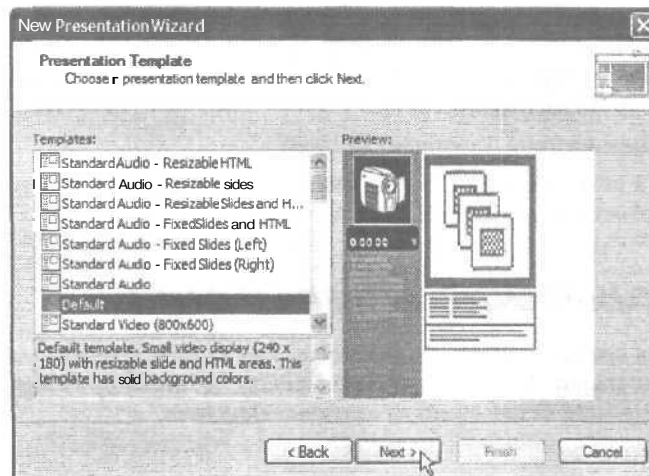 New Presentation Wizard
Presentation Template
Choose r presentation template and then click Next.
Templates:
Standard Audio - Resizable HTML
Standard Audio - Resizable sides
Standard Audio - Resizable Slides and H...
Standard Audio - Fixed Slides and HTML
Standard Audio - Fixed Slides (Left)
Standard Audio - Fixed Slides (Right)
Standard Audio
Default
Standard Video (800x600)
Default template. Small video display (240 x
180) with resizable slide and HTML areas. This
template has solid background colors.
Preview:
0:00:00
< Back
Next >
Finish
Cancel